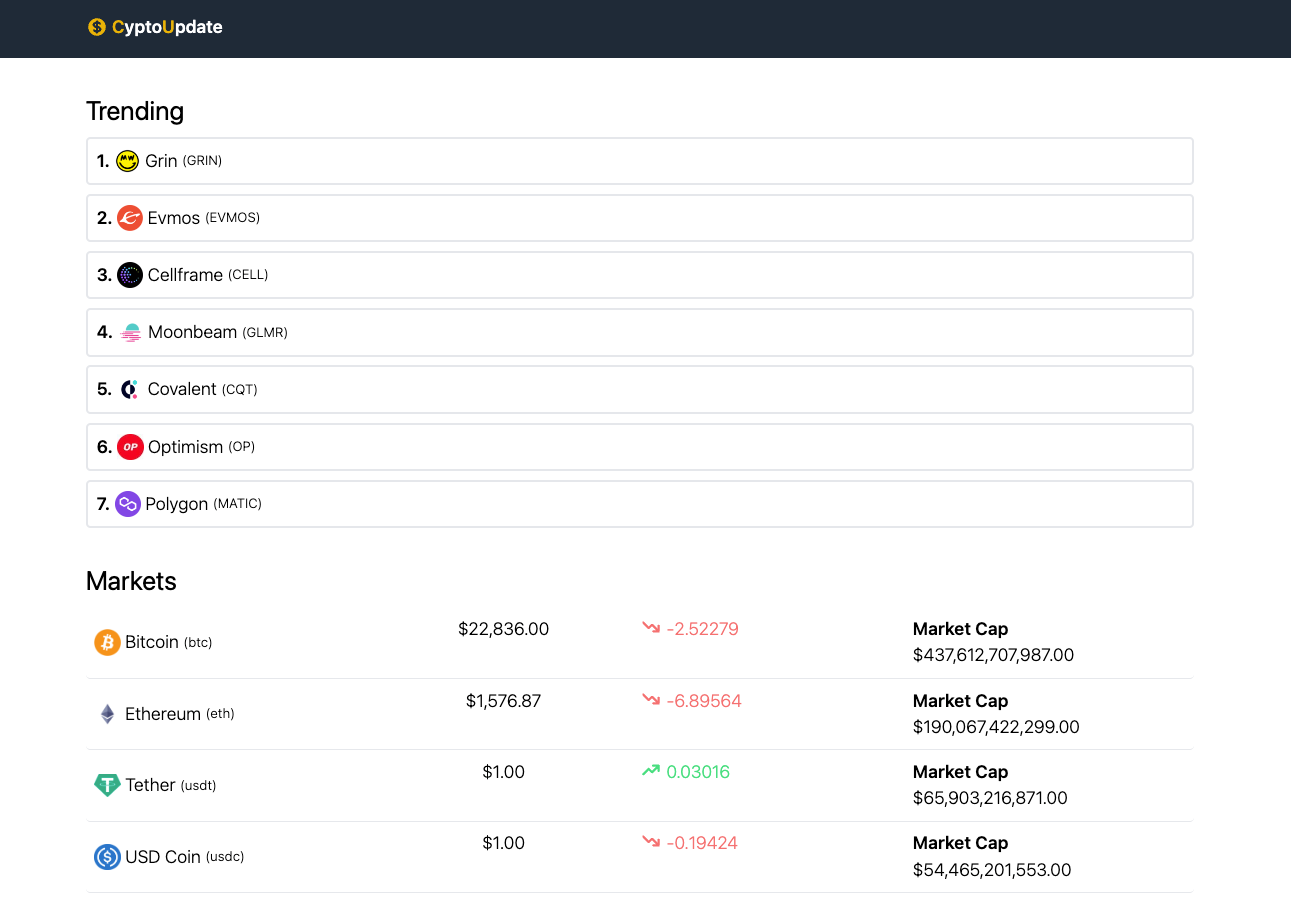 CyptoUpdate
Trending
1. Grin (GRIN)
2. Evmos (EVMOS)
3. Cellframe (CELL)
4. Moonbeam (GLMR)
5. Covalent (CQT)
6. OP Optimism (OP)
7. Polygon (MATIC)
Markets
Bitcoin (btc) $22,836.00 -2.52279 Market Cap
$437,612,707,987.00
Ethereum (eth) $1,576.87 -6.89564 Market Cap
$190,067,422,299.00
Tether (usdt) $1.00 0.03016 Market Cap
$65,903,216,871.00
USD Coin (usdc) $1.00 -0.19424 Market Cap
$54,465,201,553.00